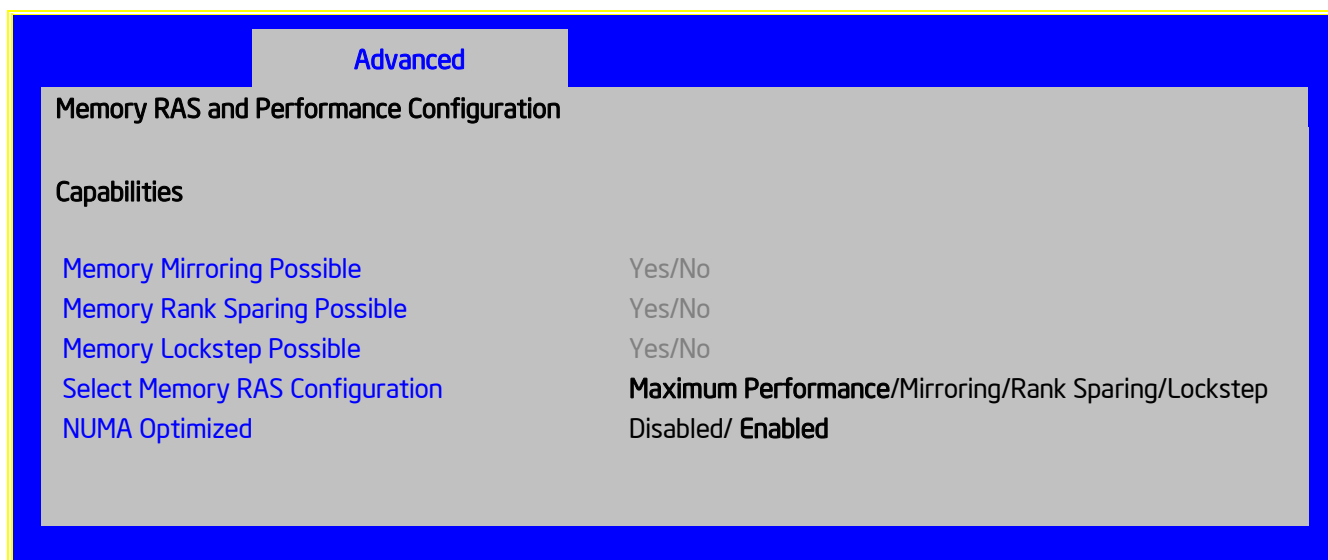 Advanced
Memory RAS and Performance Configuration
Capabilities
Memory Mirroring Possible Yes/No
Memory Rank Sparing Possible Yes/No
Memory Lockstep Possible Yes/No
Select Memory RAS Configuration Maximum Performance/Mirroring/Rank Sparing/Lockstep
NUMA Optimized Disabled/ Enabled